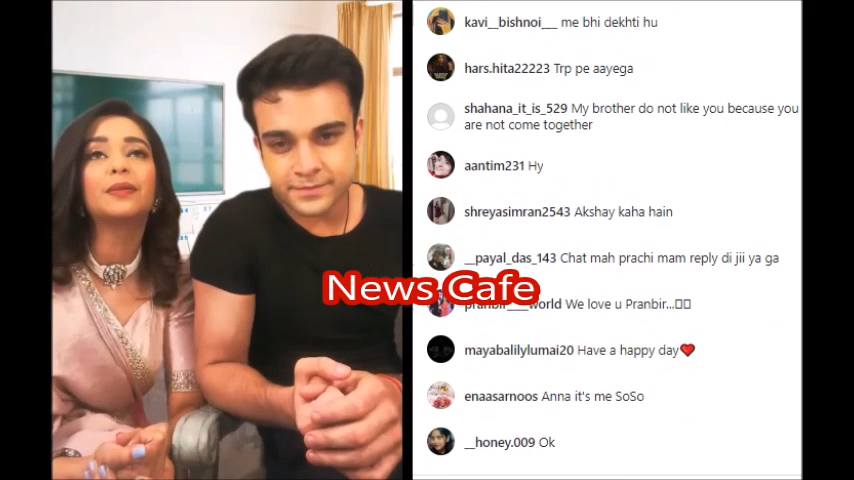 kavi__bishnoi___ me bhi dekhti hu
hars.hita22223 Trp pe aayega
shahana_it_is_529 My brother do not like you because you
are not come together
aantim231 Hy
shreyasimran2543 Akshay kaha hain
__payal_das_143 Chat mah prachi mam reply di jii ya ga
News Cafe
pranbir____world We love u Pranbir...
mayabalilylumai20 Have a happy day❤️
enaasarnoos Anna it's me SoSo
__honey.009 Ok